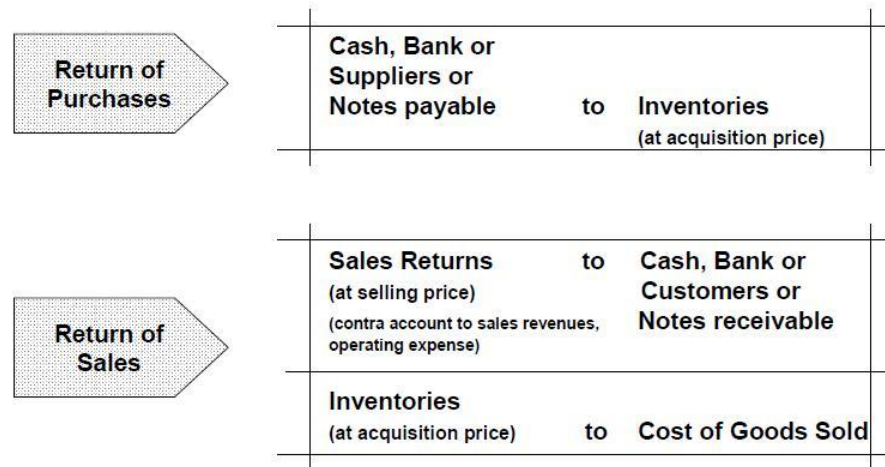 Return of
Purchases
Cash, Bank or
Suppliers or
Notes payable to Inventories
(at acquisition price)
Return of
Sales
Sales Returns to Cash, Bank or
(at selling price) Customers or
(contra account to sales revenues, Notes receivable
operating expense)
Inventories
(at acquisition price) to Cost of Goods Sold